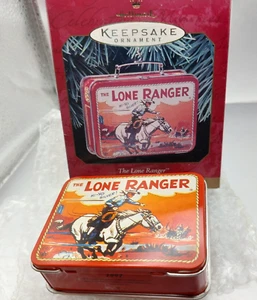 KEEPSAKE
ORNAMENT
THE LONE RANGER
The Lone Ranger
THE LONE RANGER